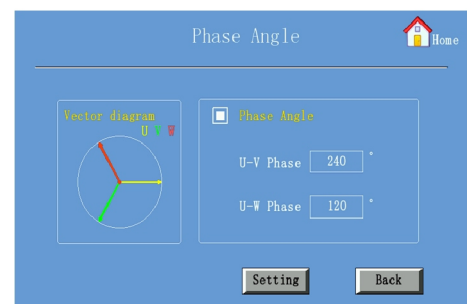 Phase Angle
Home
Vector diagram
U V W
Phase Angle
U-V Phase 240 °
U-W Phase 120 °
Setting
Back